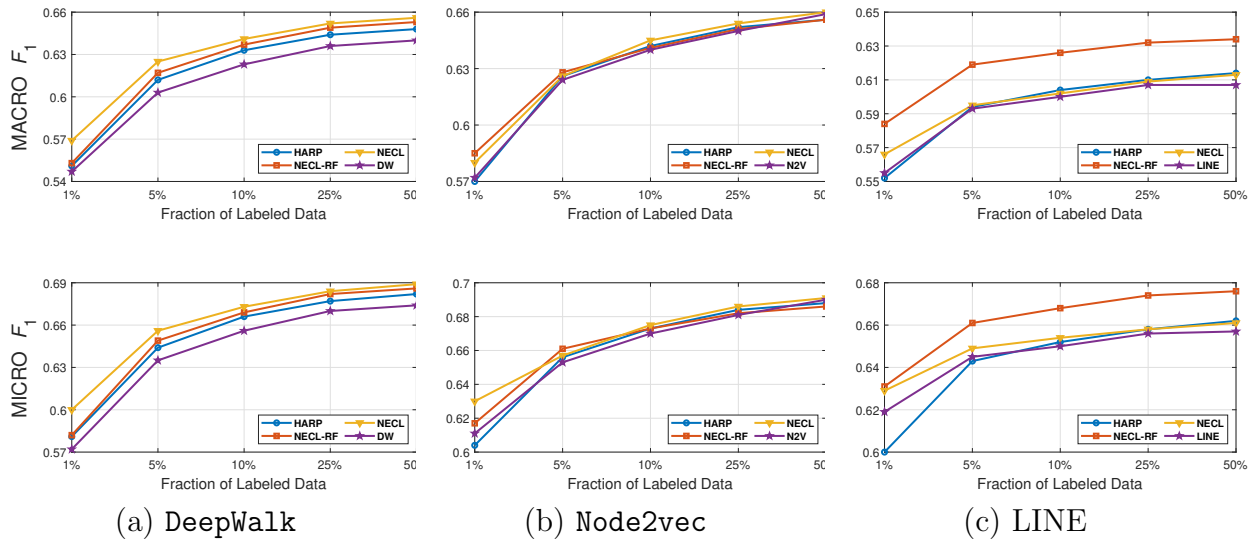 MACRO F1
0.66
0.63
0.6
0.57
0.54
HARP
NECL
NECL-RF
DW
1% 5% 10% 25% 50%
Fraction of Labeled Data
0.66
0.63
0.6
0.57
HARP
NECL
NECL-RF
N2V
1% 5% 10% 25% 50%
Fraction of Labeled Data
0.65
0.63
0.61
0.59
0.57
0.55
HARP
NECL
NECL-RF
LINE
1% 5% 10% 25% 50%
Fraction of Labeled Data
MICRO F1
0.69
0.66
0.63
0.6
0.57
HARP
NECL
NECL-RF
DW
1% 5% 10% 25% 50
Fraction of Labeled Data
0.7
0.68
0.66
0.64
0.62
0.6
HARP
NECL
NECL-RF
N2V
1% 5% 10% 25% 50
Fraction of Labeled Data
0.68
0.66
0.64
0.62
0.6
HARP
NECL
NECL-RF
LINE
1% 5% 10% 25% 50%
Fraction of Labeled Data
(a) DeepWalk
(b) Node2vec
(c) LINE